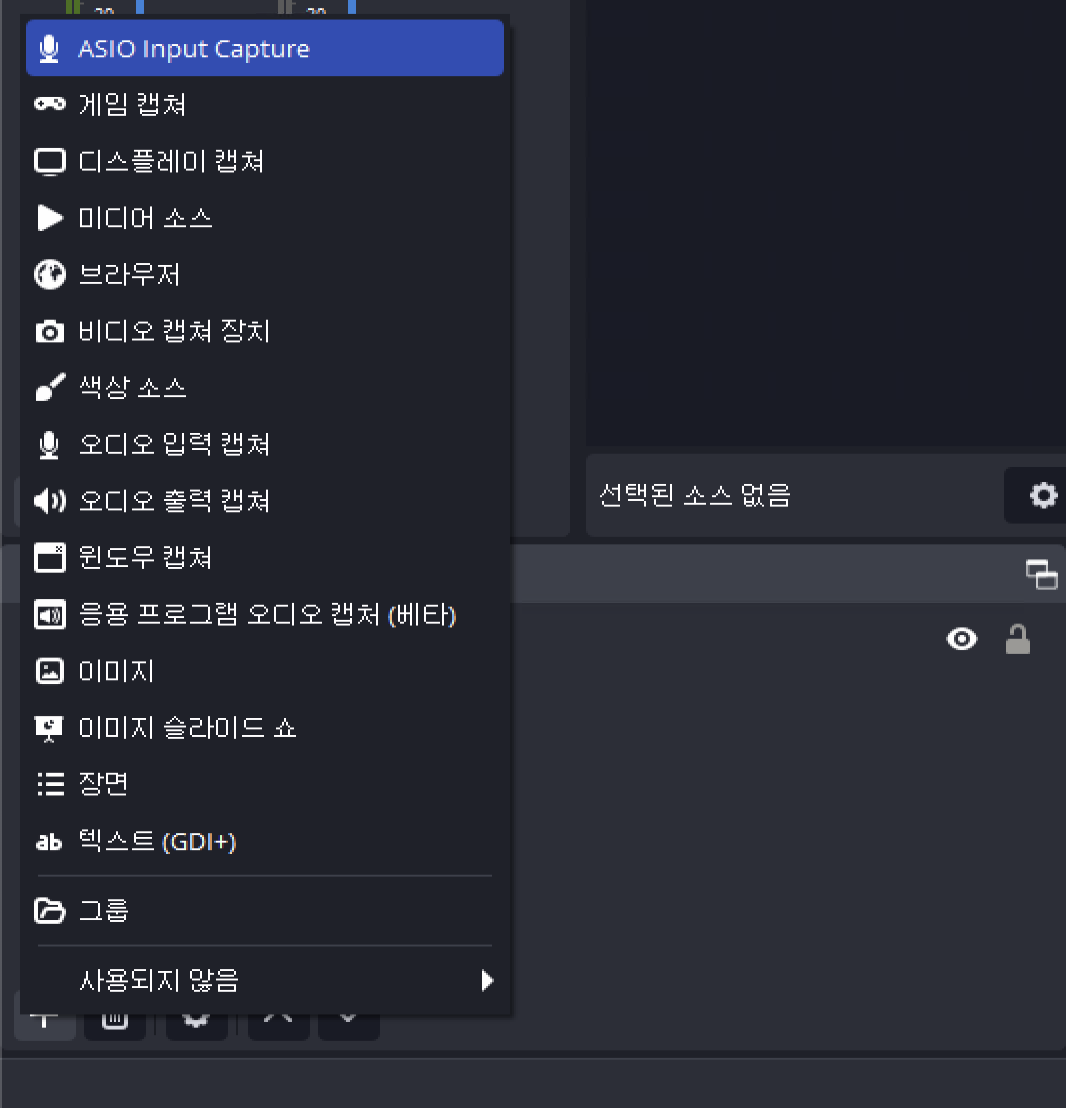 ASIO Input Capture
게임 캡쳐
디스플레이 캡쳐
미디어 소스
브라우저
비디오 캡쳐 장치
색상 소스
오디오 입력 캡쳐
오디오 출력 캡쳐
윈도우 캡쳐
응용 프로그램 오디오 캡처 (베타)
이미지
이미지 슬라이드 쇼
장면
ab 텍스트 (GDI+)
그룹
사용되지 않음
선택된 소스 없음